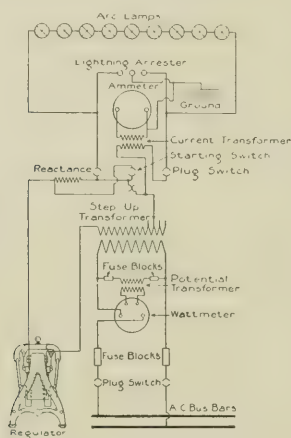 Arc Lamps
Lightning Arrester
Ammeter
Ground
Current Transformer
Starting Switch
Reactance
Plug Switch
Step Up
Transformer
Fuse Blocks
Potential
Transformer
Wattmeter
Fuse Blocks
Plug Switch
A C Bus Bars
Regulator